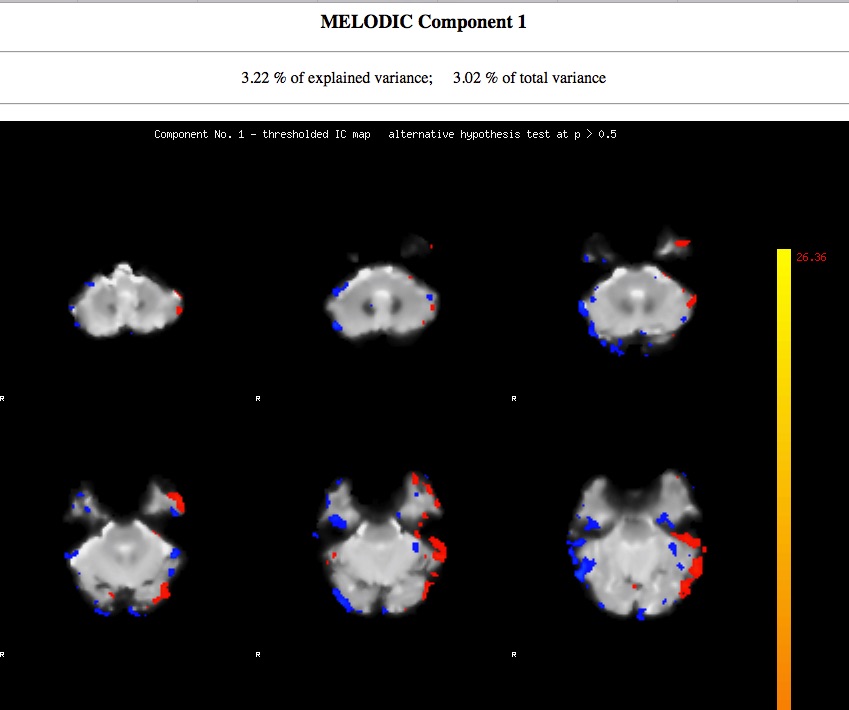 MELODIC Component 1
3.22 % of explained variance; 3.02 % of total variance
Component No. 1 - thresholded IC map alternative hypothesis test at p > 0.5
26.36
R
R
R
R
R
R